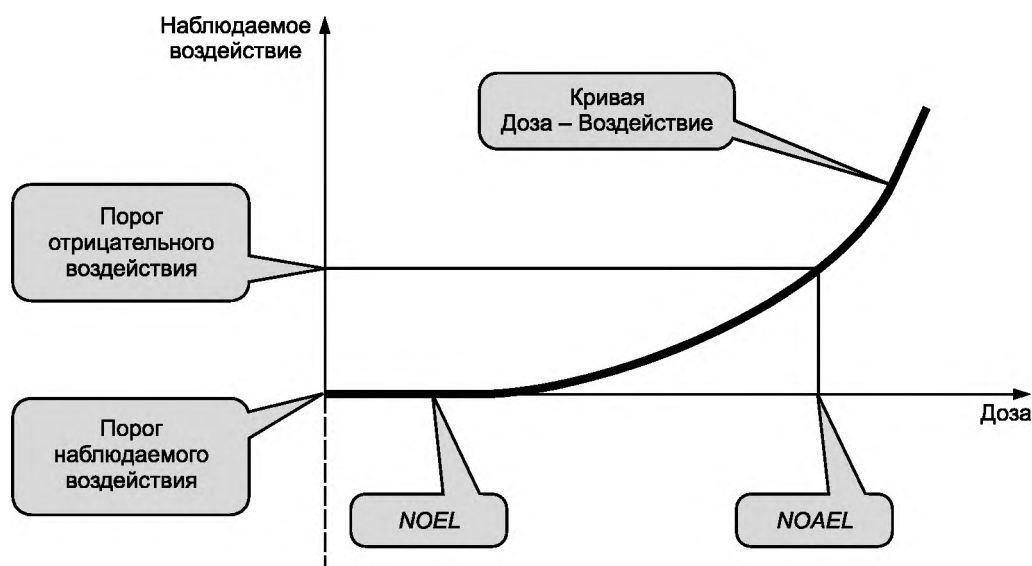 Наблюдаемое
воздействие
Кривая
Доза – Воздействие
Порог
отрицательного
воздействия
Порог
наблюдаемого
воздействия
Доза
NOEL
NOAEL